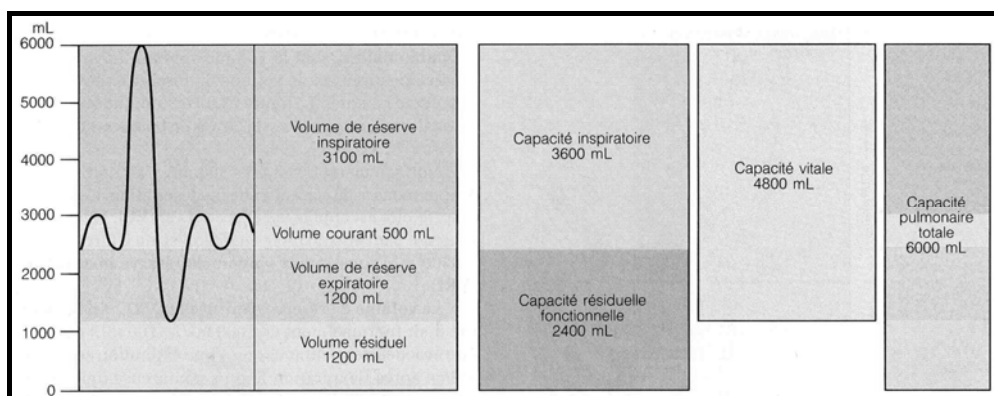 mL
6000
5000
4000
3000
2000
1000
0
Volume de réserve
inspiratoire
3100 mL
Volume courant 500 mL
Volume de réserve
expiratoire
1200 mL
Volume résiduel
1200 mL
Capacité inspiratoire
3600 mL
Capacité résiduelle
fonctionnelle
2400 mL
Capacité vitale
4800 mL
Capacité
pulmonaire
totale
6000 mL